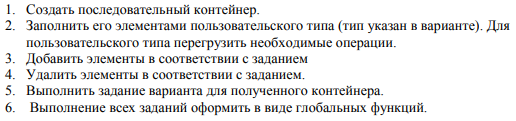 1. Создать последовательный контейнер.
2. Заполнить его элементами пользовательского типа (тип указан в варианте). Для
пользовательского типа перегрузить необходимые операции.
3. Добавить элементы в соответствии с заданием
4. Удалить элементы в соответствии с заданием.
5. Выполнить задание варианта для полученного контейнера.
6. Выполнение всех заданий оформить в виде глобальных функций.